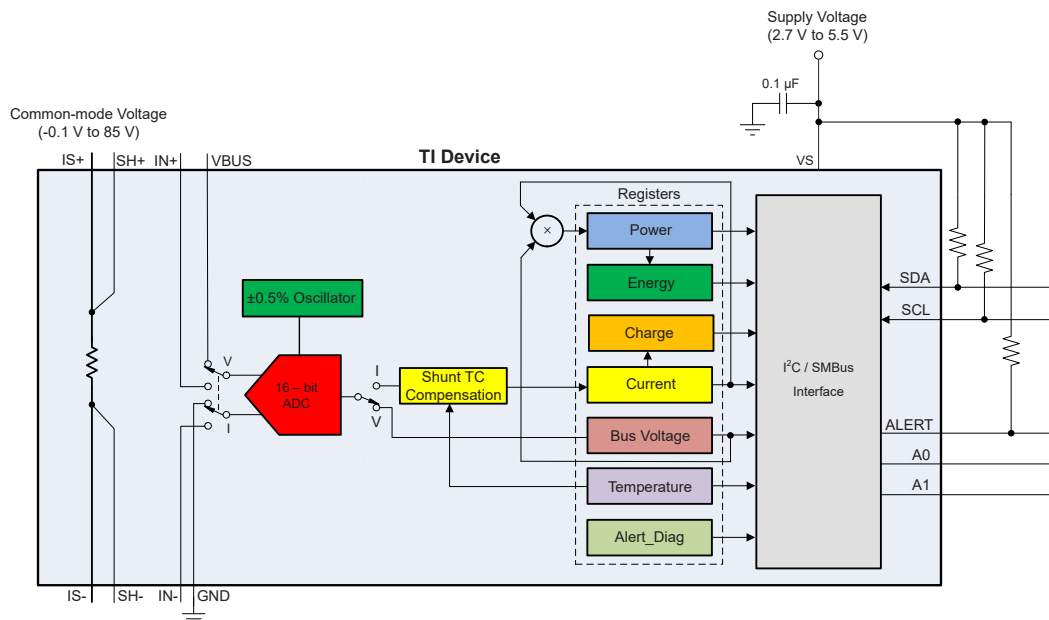 Supply Voltage
(2.7 V to 5.5 V)
0.1 µF
Common-mode Voltage
(-0.1 V to 85 V)
IS+
SH+
IN+
VBUS
TI Device
VS
Registers
×
Power
Energy
±0.5% Oscillator
Charge
SDA
SCL
V
I
16 – bit
ADC
I
V
Shunt TC
Compensation
Current
I²C / SMBus
Interface
Bus Voltage
ALERT
A0
Temperature
A1
Alert_Diag
IS-
SH-
IN-
GND